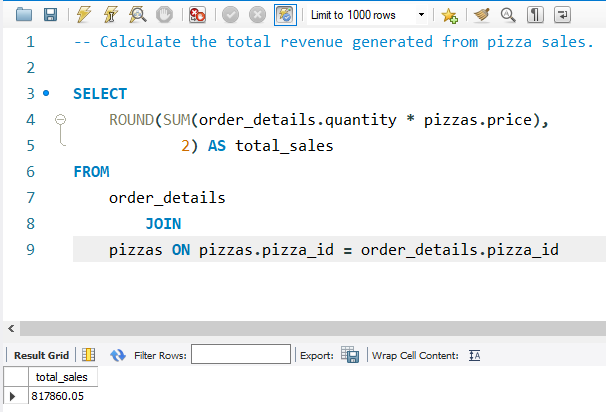 Limit to 1000 rows
1 -- Calculate the total revenue generated from pizza sales.
2
3 SELECT
4 ROUND(SUM(order_details.quantity * pizzas.price),
5 2) AS total_sales
6 FROM
7 order_details
8 JOIN
9 pizzas ON pizzas.pizza_id = order_details.pizza_id
Result Grid Filter Rows: Export: Wrap Cell Content: IA
total_sales
817860.05